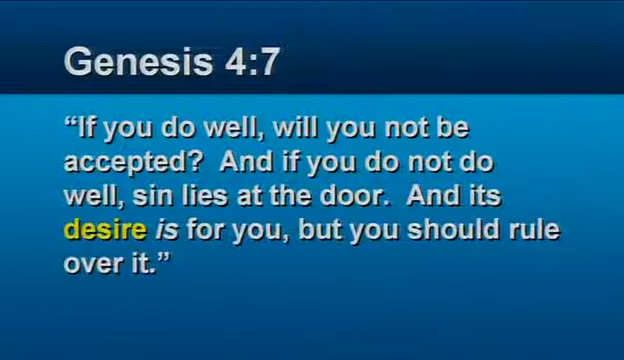 Genesis 4:7
“If you do well, will you not be
accepted?  And if you do not do
well, sin lies at the door.  And its
desire is for you, but you should rule
over it.”